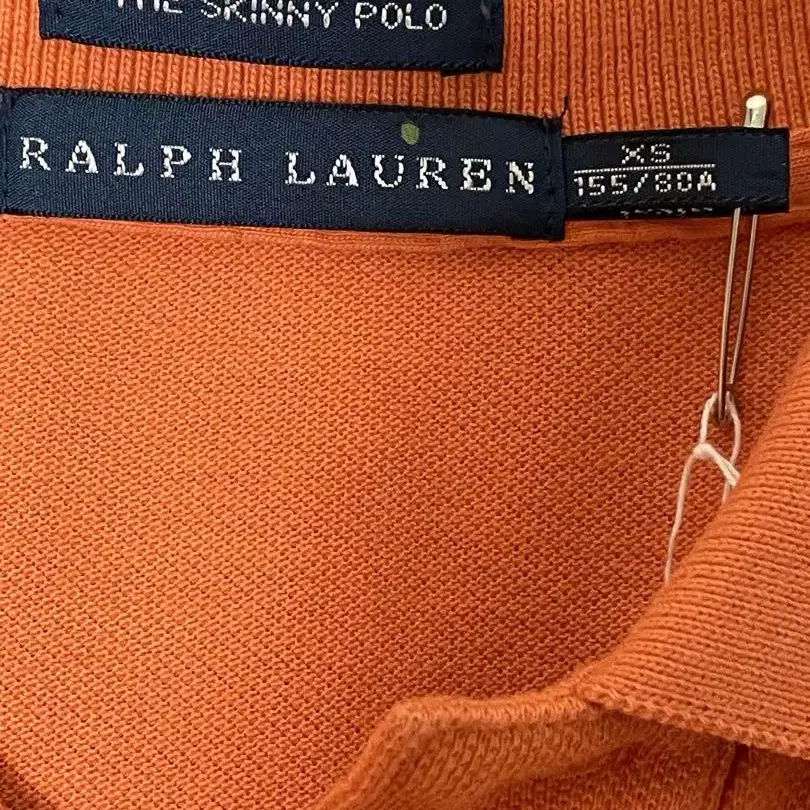 THE SKINNY POLO
RALPH LAUREN
XS
155/80A